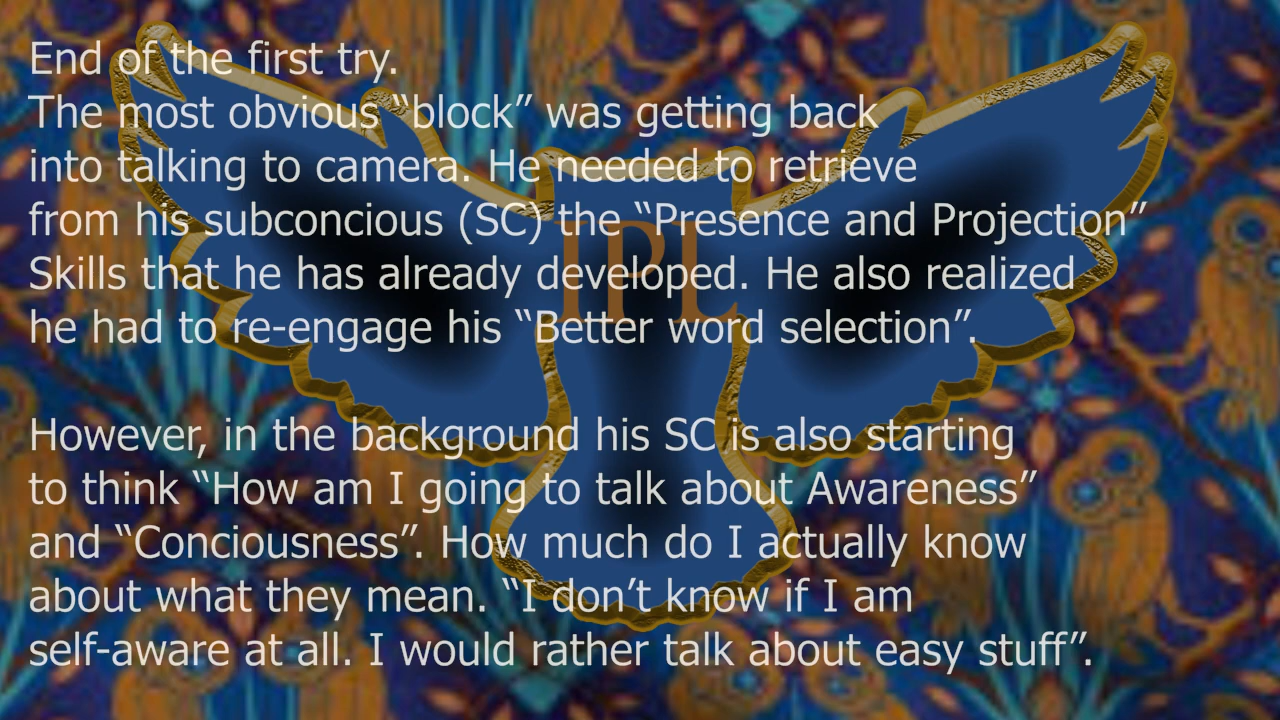 End of the first try.
The most obvious “block” was getting back
into talking to camera. He needed to retrieve
from his subconcious (SC) the “Presence and Projection”
Skills that he has already developed. He also realized
he had to re-engage his “Better word selection”.
However, in the background his SC is also starting
to think “How am I going to talk about Awareness”
and “Conciousness”. How much do I actually know
about what they mean. “I don’t know if I am
self-aware at all. I would rather talk about easy stuff”.
IPL